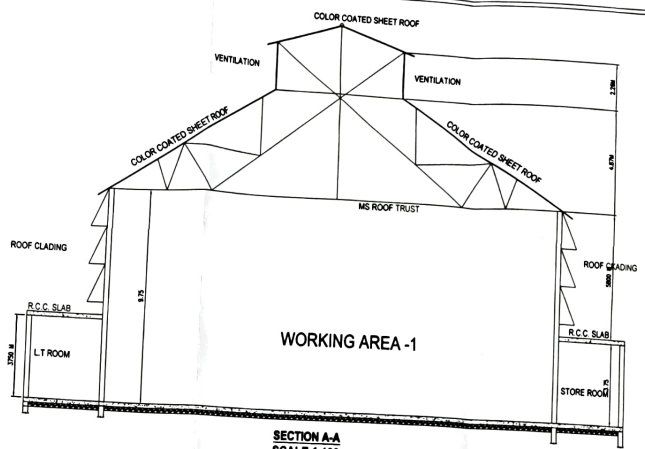 COLOR COATED SHEET ROOF
VENTILATION
VENTILATION
2.28M
COLOR COATED SHEET ROOF
COLOR COATED SHEET ROOF
4.87M
MS ROOF TRUST
ROOF CLADING
ROOF CLADING
9.75
5800 M
R.C.C. SLAB
R.C.C. SLAB
WORKING AREA -1
3750 M
L.T ROOM
STORE ROOM
SECTION A-A